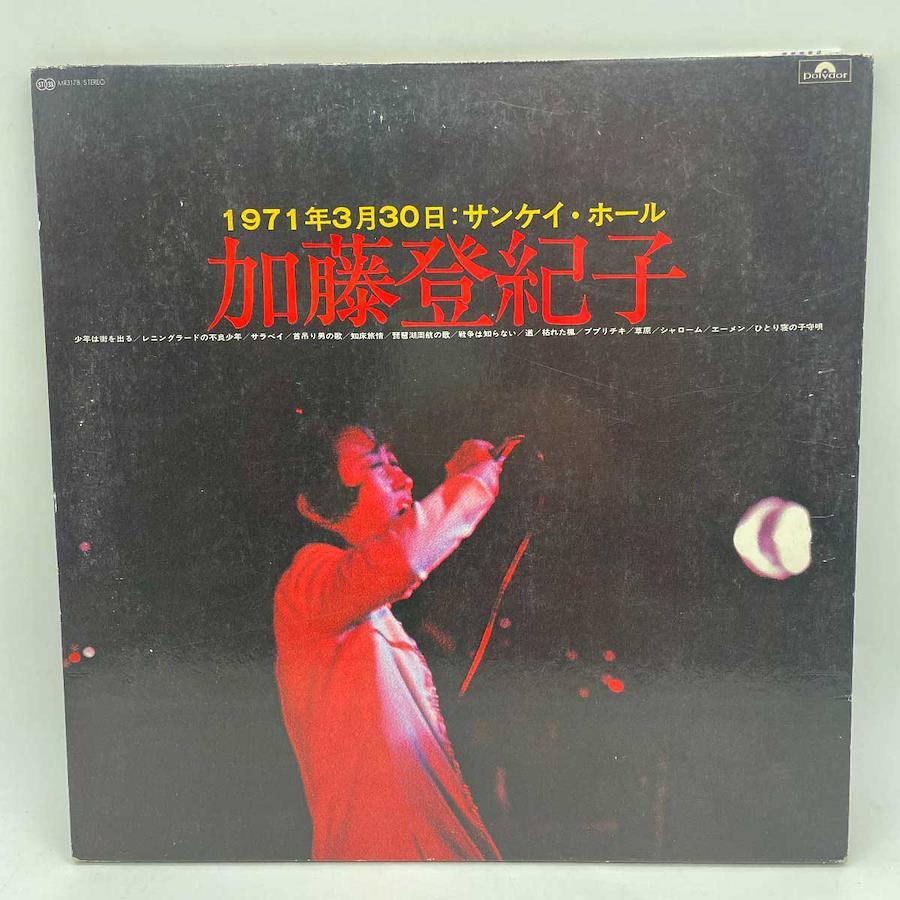 MR3178/STEREO
Polydor
1971年3月30日:サンケイ・ホール
加藤登紀子
少年は街を出る/レニングラードの不良少年/サラベイ/首吊り男の歌/知床旅情/琵琶湖周航の歌/戦争は知らない/道/枯れた楓/ブブリチキ/草原/シャローム/エーメン/ひとり寝の子守唄